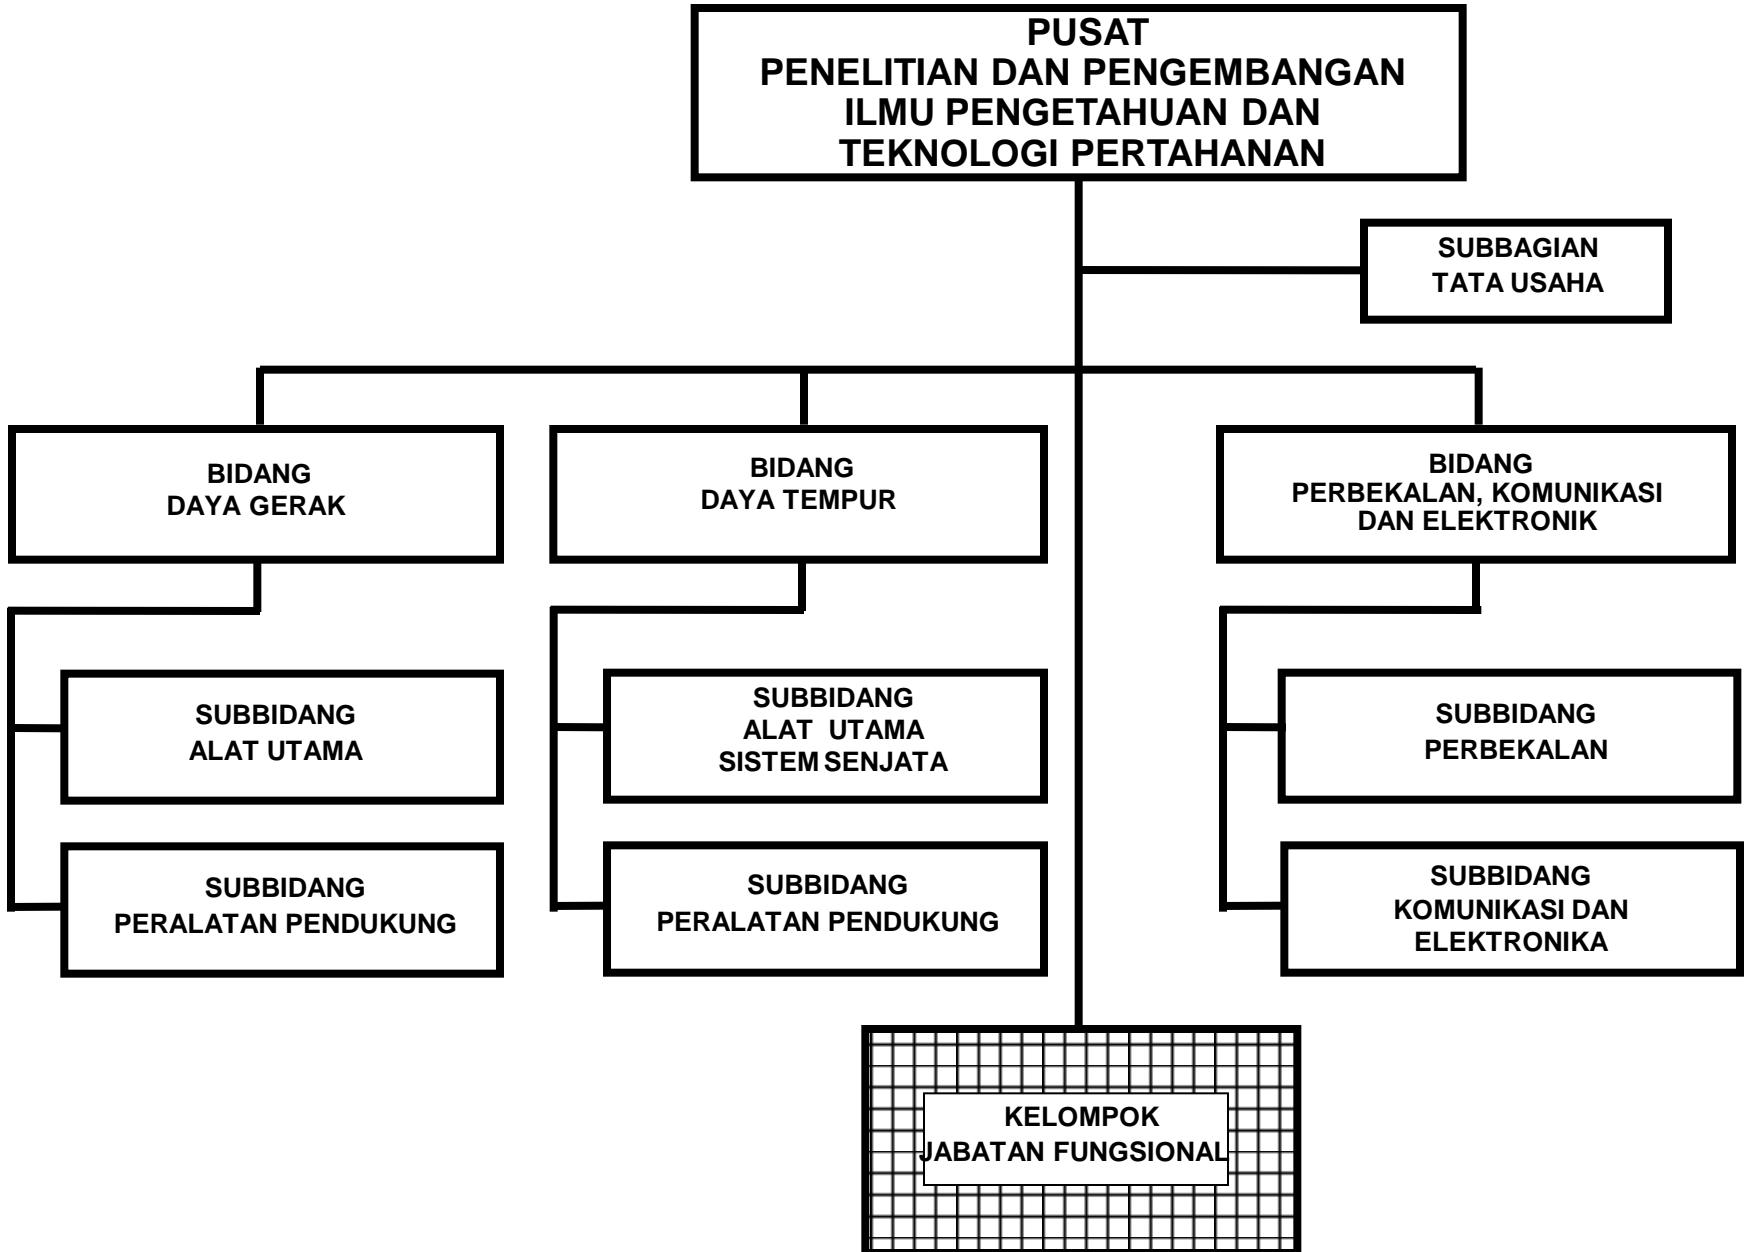 PUSAT
PENELITIAN DAN PENGEMBANGAN
ILMU PENGETAHUAN DAN
TEKNOLOGI PERTAHANAN
SUBBAGIAN
TATA USAHA
BIDANG
DAYA GERAK
BIDANG
DAYA TEMPUR
BIDANG
PERBEKALAN, KOMUNIKASI
DAN ELEKTRONIK
SUBBIDANG
ALAT UTAMA
SUBBIDANG
ALAT UTAMA
SISTEM SENJATA
SUBBIDANG
PERBEKALAN
SUBBIDANG
PERALATAN PENDUKUNG
SUBBIDANG
PERALATAN PENDUKUNG
SUBBIDANG
KOMUNIKASI DAN
ELEKTRONIKA
KELOMPOK
JABATAN FUNGSIONAL